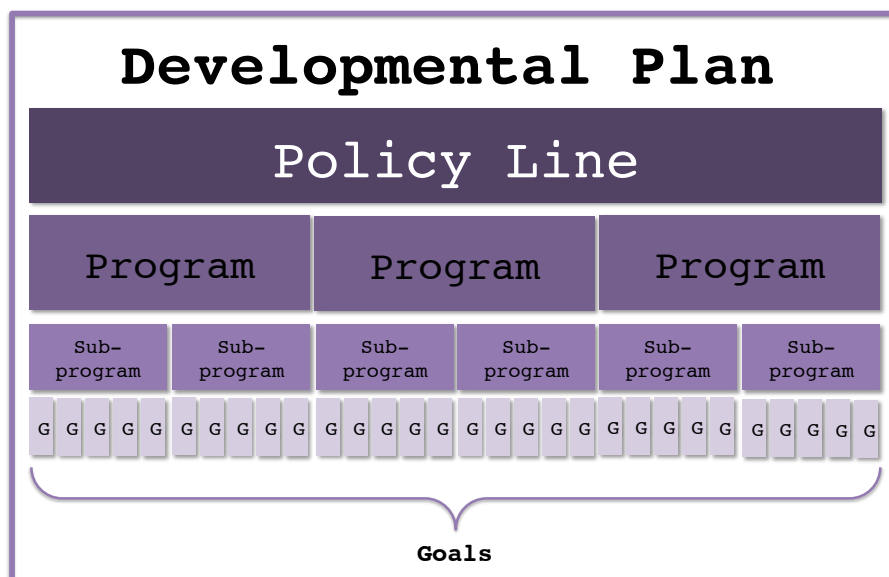 Developmental Plan
Policy Line
Program Program Program
Sub- Sub- Sub- Sub- Sub- Sub-
program program program program program program
G G G G G G G G G G G G G G G G G G G G G G G G G G G G G G
Goals